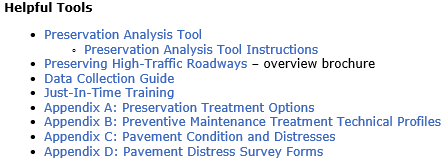 Helpful Tools
Preservation Analysis Tool
Preservation Analysis Tool Instructions
Preserving High-Traffic Roadways – overview brochure
Data Collection Guide
Just-In-Time Training
Appendix A: Preservation Treatment Options
Appendix B: Preventive Maintenance Treatment Technical Profiles
Appendix C: Pavement Condition and Distresses
Appendix D: Pavement Distress Survey Forms